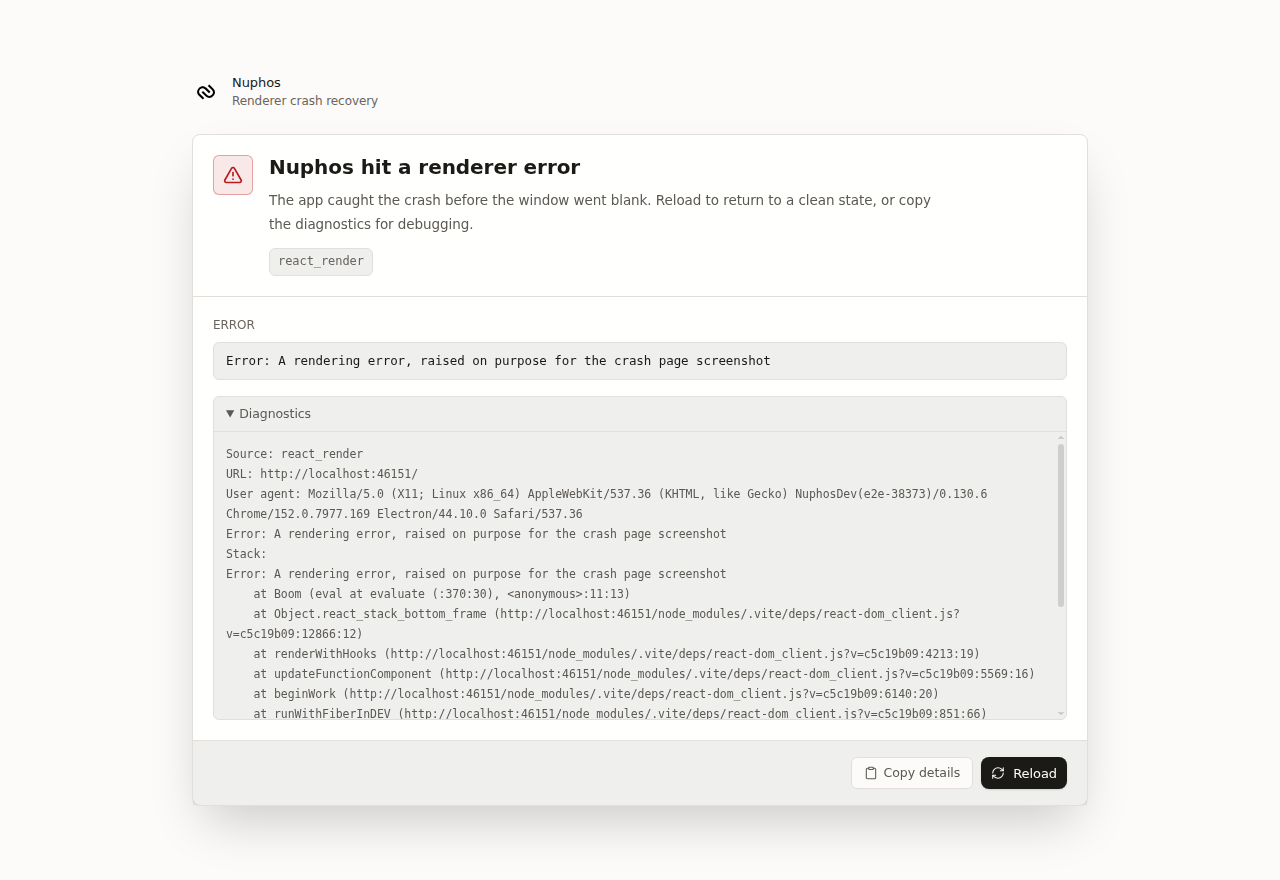 Nuphos
Renderer crash recovery
Nuphos hit a renderer error
The app caught the crash before the window went blank. Reload to return to a clean state, or copy
the diagnostics for debugging.
react_render
ERROR
Error: A rendering error, raised on purpose for the crash page screenshot
▼ Diagnostics
Source: react_render
URL: http://localhost:46151/
User agent: Mozilla/5.0 (X11; Linux x86_64) AppleWebKit/537.36 (KHTML, like Gecko) NuphosDev(e2e-38373)/0.130.6
Chrome/152.0.7977.169 Electron/44.10.0 Safari/537.36
Error: A rendering error, raised on purpose for the crash page screenshot
Stack:
Error: A rendering error, raised on purpose for the crash page screenshot
    at Boom (eval at evaluate (:370:30), <anonymous>:11:13)
    at Object.react_stack_bottom_frame (http://localhost:46151/node_modules/.vite/deps/react-dom_client.js?
v=c5c19b09:12866:12)
    at renderWithHooks (http://localhost:46151/node_modules/.vite/deps/react-dom_client.js?v=c5c19b09:4213:19)
    at updateFunctionComponent (http://localhost:46151/node_modules/.vite/deps/react-dom_client.js?v=c5c19b09:5569:16)
    at beginWork (http://localhost:46151/node_modules/.vite/deps/react-dom_client.js?v=c5c19b09:6140:20)
    at runWithFiberInDEV (http://localhost:46151/node_modules/.vite/deps/react-dom_client.js?v=c5c19b09:851:66)
Copy details
Reload